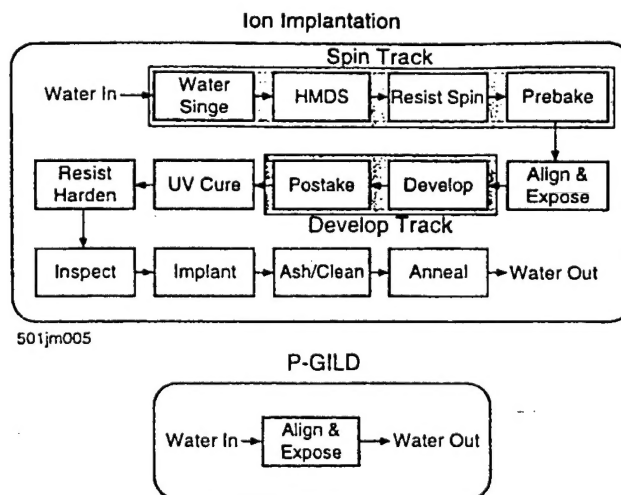 Ion Implantation
Spin Track
Water In
Water
Singe
HMDS
Resist Spin
Prebake
Resist
Harden
UV Cure
Postake
Develop
Align &
Expose
Develop Track
Inspect
Implant
Ash/Clean
Anneal
Water Out
501jm005
P-GILD
Water In
Align &
Expose
Water Out